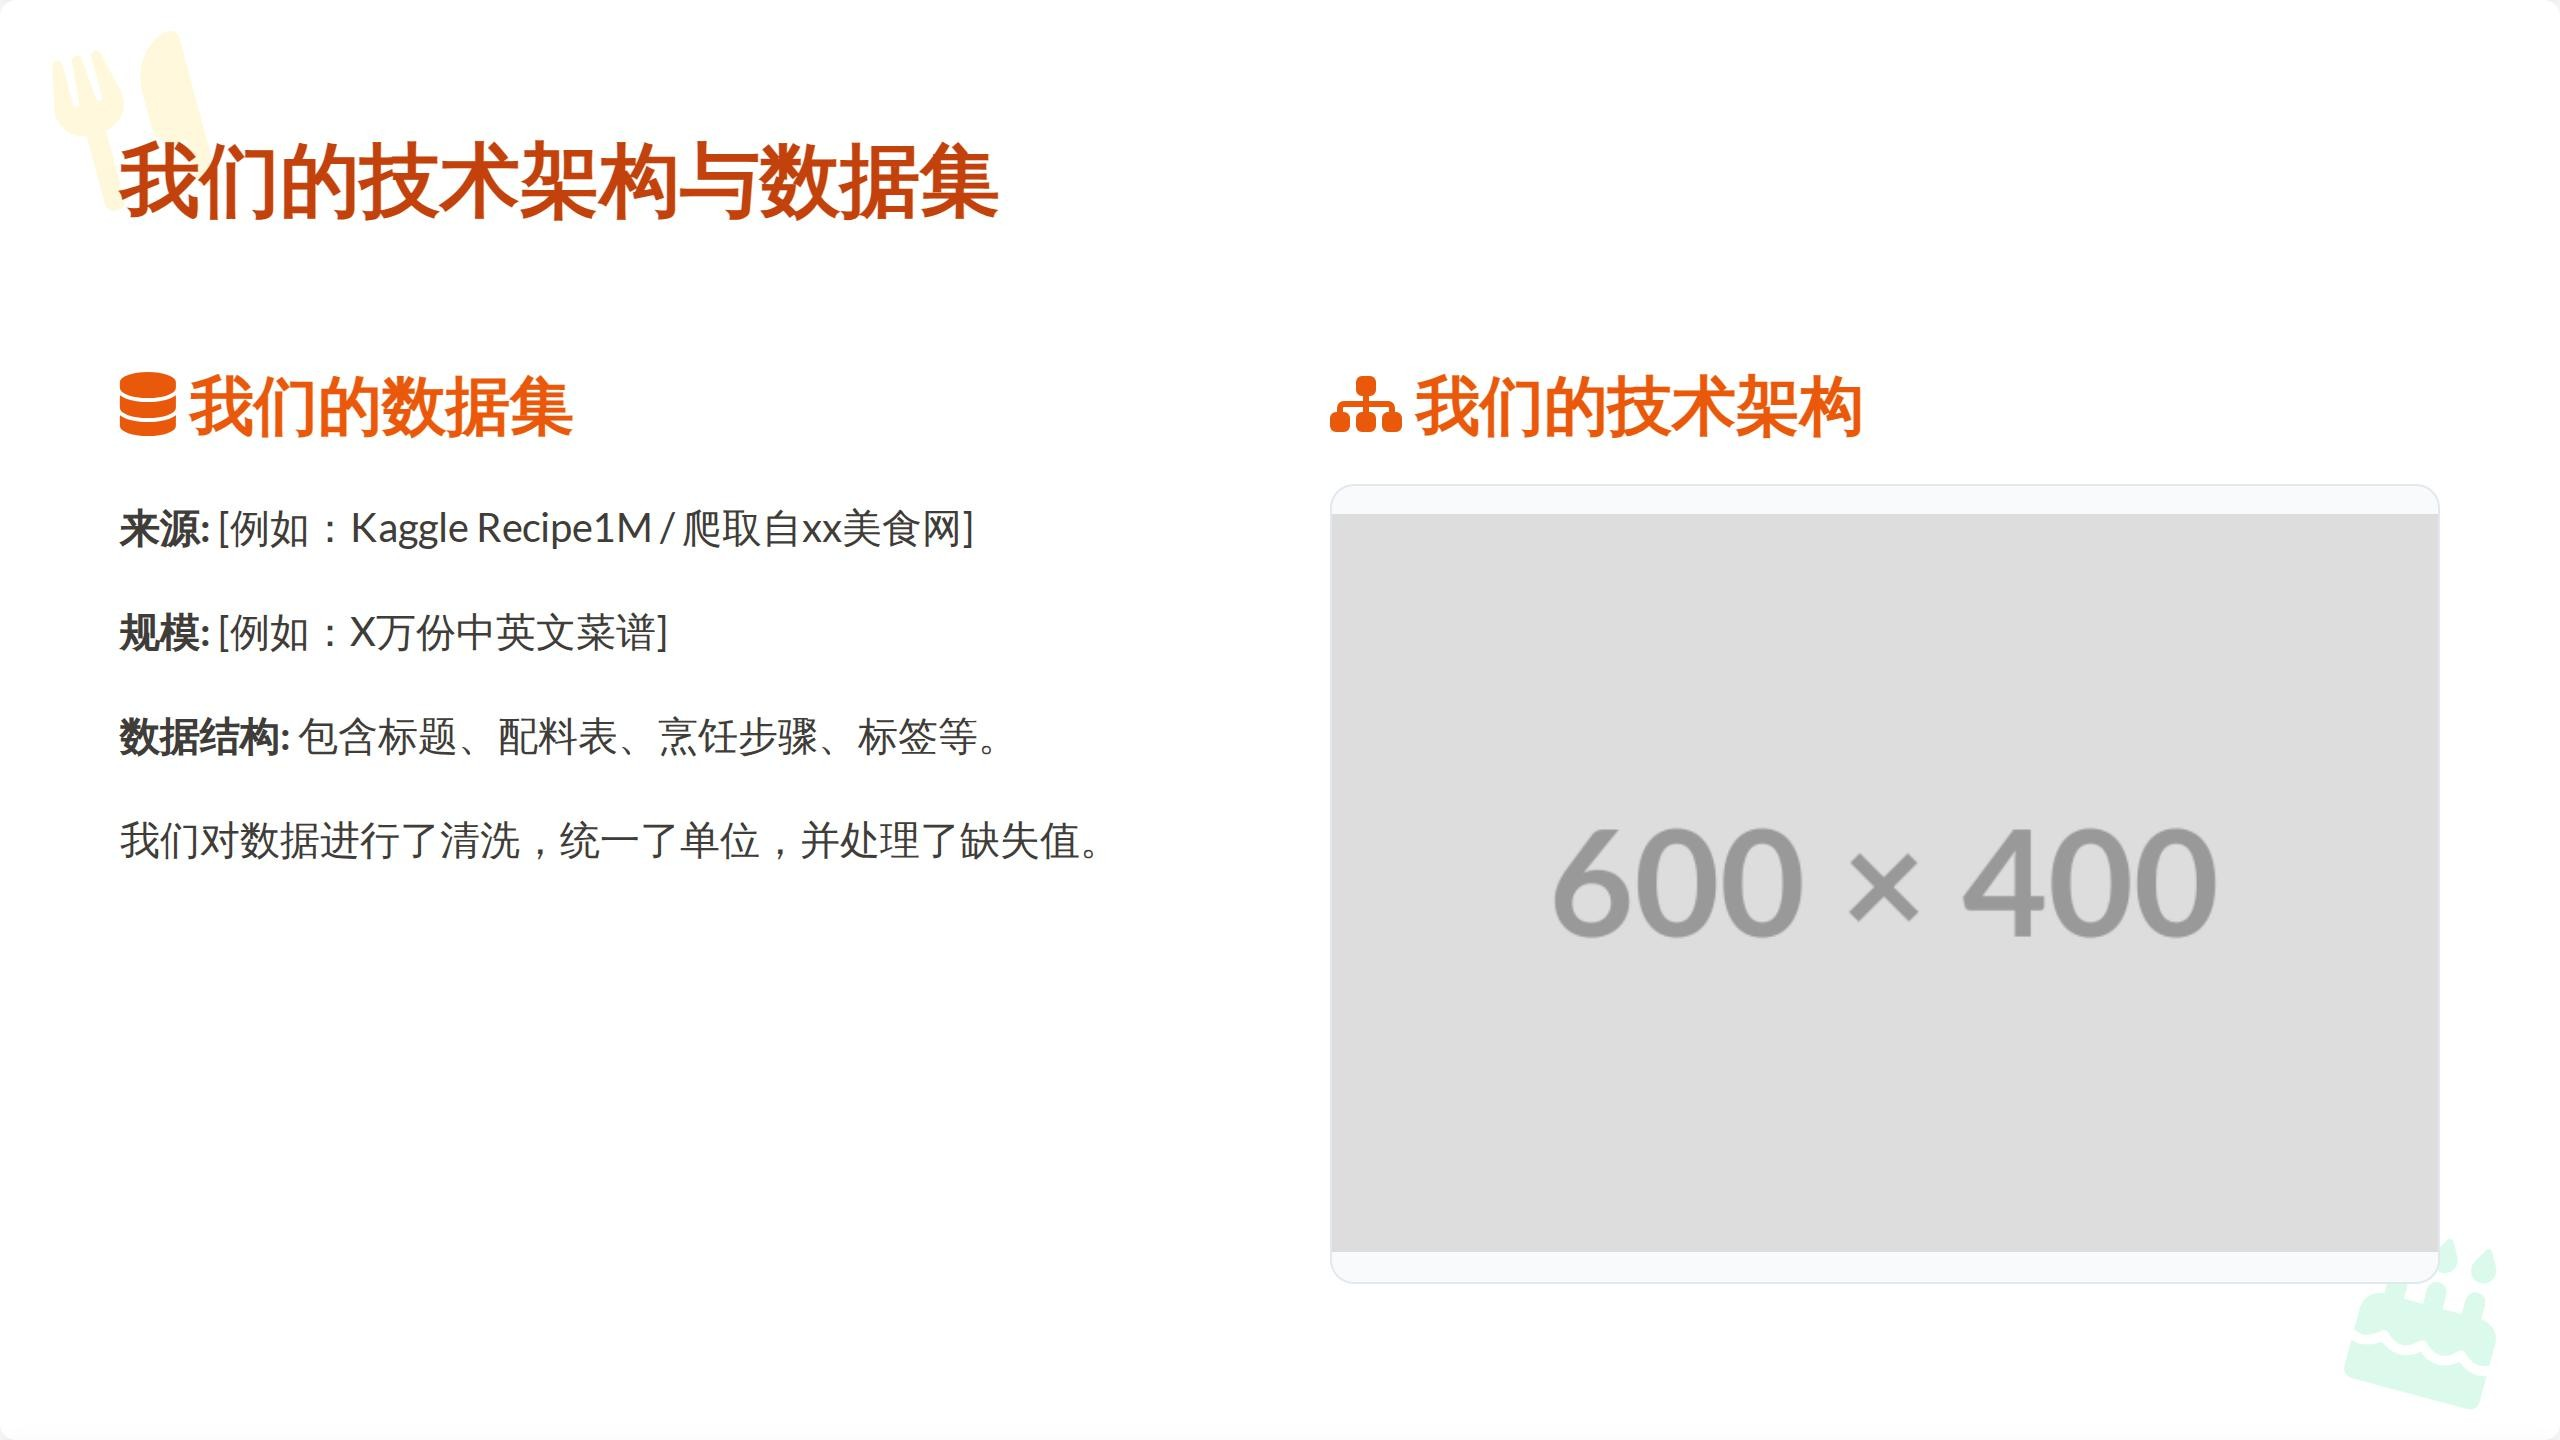 我们的技术架构与数据集
我们的数据集
来源: [例如：Kaggle Recipe1M / 爬取自xx美食网]
规模: [例如：X万份中英文菜谱]
数据结构: 包含标题、配料表、烹饪步骤、标签等。
我们对数据进行了清洗，统一了单位，并处理了缺失值。
我们的技术架构
600 × 400